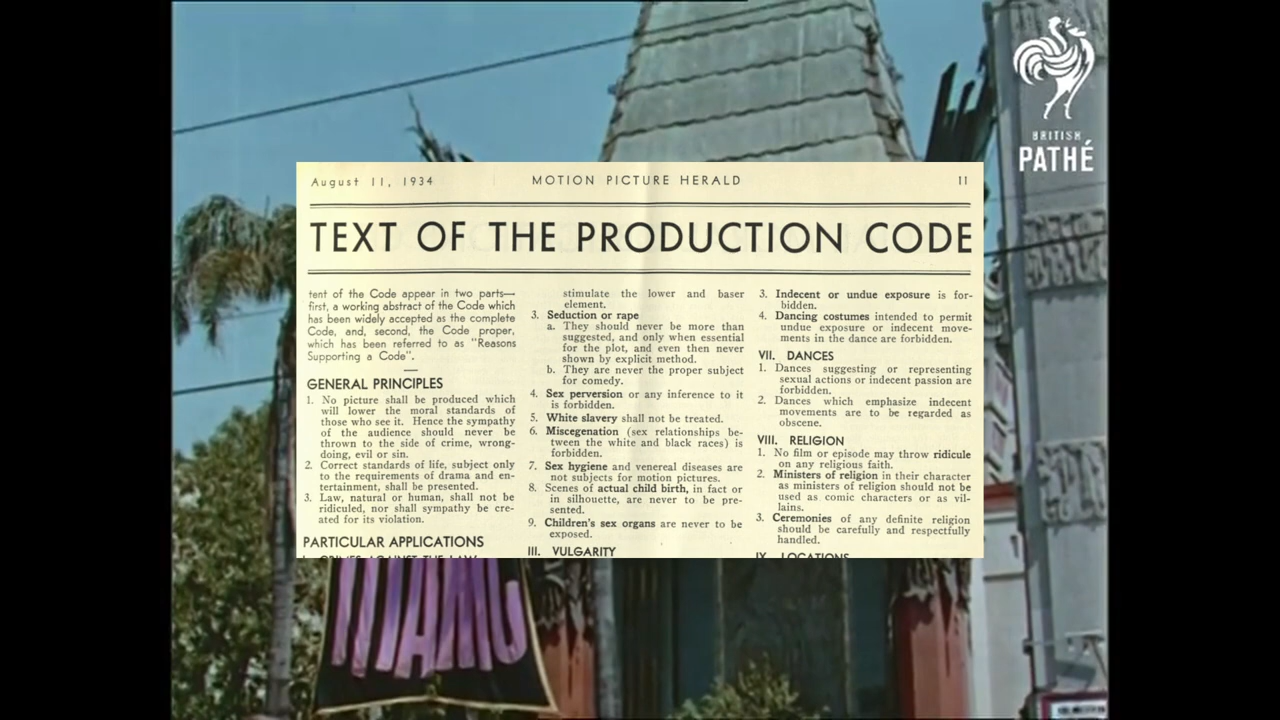 BRITISH
PATHÉ
August 11, 1934
MOTION PICTURE HERALD
11
TEXT OF THE PRODUCTION CODE
tent of the Code appear in two parts—
first, a working abstract of the Code which
has been widely accepted as the complete
Code, and, second, the Code proper,
which has been referred to as "Reasons
Supporting a Code".
GENERAL PRINCIPLES
1. No picture shall be produced which
will lower the moral standards of
those who see it. Hence the sympathy
of the audience should never be
thrown to the side of crime, wrong-
doing, evil or sin.
2. Correct standards of life, subject only
to the requirements of drama and en-
tertainment, shall be presented.
3. Law, natural or human, shall not be
ridiculed, nor shall sympathy be cre-
ated for its violation.
PARTICULAR APPLICATIONS
I. CRIMES AGAINST THE LAW
stimulate the lower and baser
element.
3. Seduction or rape
a. They should never be more than
suggested, and only when essential
for the plot, and even then never
shown by explicit method.
b. They are never the proper subject
for comedy.
4. Sex perversion or any inference to it
is forbidden.
5. White slavery shall not be treated.
6. Miscegenation (sex relationships be-
tween the white and black races) is
forbidden.
7. Sex hygiene and venereal diseases are
not subjects for motion pictures.
8. Scenes of actual child birth, in fact or
in silhouette, are never to be pre-
sented.
9. Children's sex organs are never to be
exposed.
III. VULGARITY
3. Indecent or undue exposure is for-
bidden.
4. Dancing costumes intended to permit
undue exposure or indecent move-
ments in the dance are forbidden.
VII. DANCES
1. Dances suggesting or representing
sexual actions or indecent passion are
forbidden.
2. Dances which emphasize indecent
movements are to be regarded as
obscene.
VIII. RELIGION
1. No film or episode may throw ridicule
on any religious faith.
2. Ministers of religion in their character
as ministers of religion should not be
used as comic characters or as vil-
lains.
3. Ceremonies of any definite religion
should be carefully and respectfully
handled.
IX. LOCATIONS
TITANIC